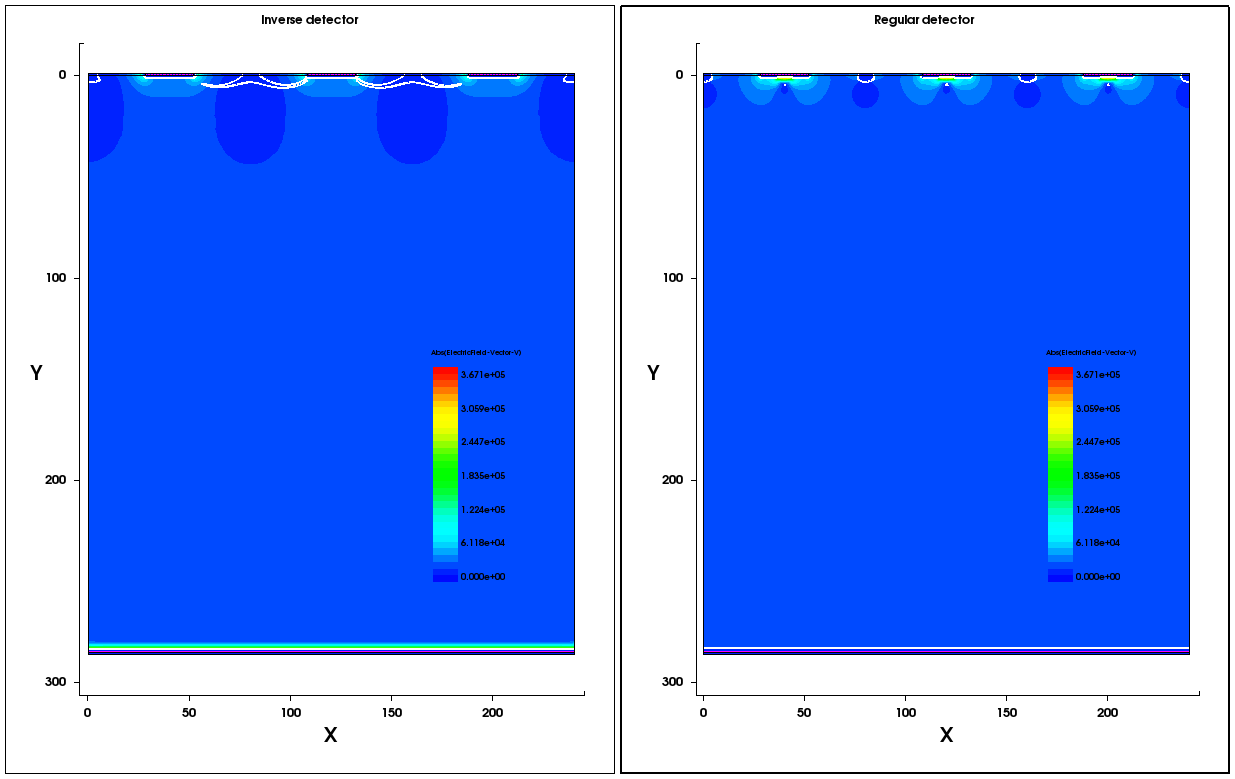 Inverse detector
0
100
200
300
Y
Abs(ElectricField-Vector-V)
3.671e+05
3.059e+05
2.447e+05
1.835e+05
1.224e+05
6.118e+04
0.000e+00
0 50 100 150 200
X
Regular detector
0
100
200
300
Y
Abs(ElectricField-Vector-V)
3.671e+05
3.059e+05
2.447e+05
1.835e+05
1.224e+05
6.118e+04
0.000e+00
0 50 100 150 200
X